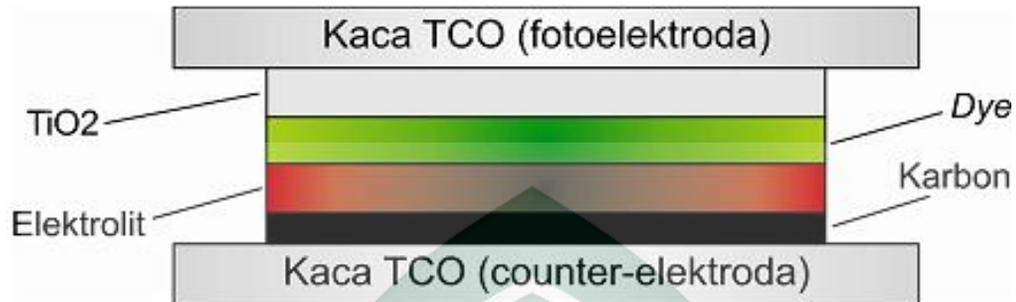 Kaca TCO (fotoelektroda)
TiO2
Dye
Karbon
Elektrolit
Kaca TCO (counter-elektroda)